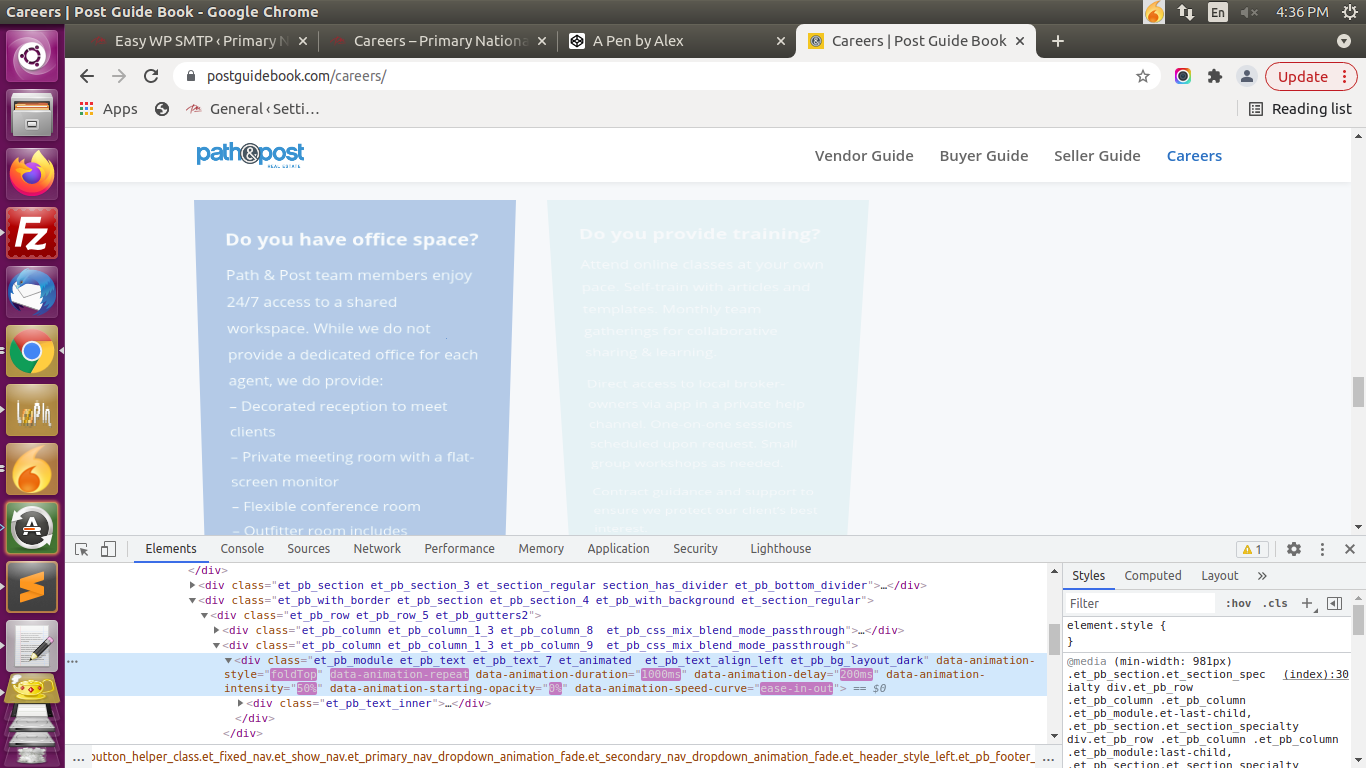 Careers | Post Guide Book - Google Chrome
En
4:36 PM
Easy WP SMTP ‹ Primary N
Careers – Primary Nationa
A Pen by Alex
Careers | Post Guide Book
postguidebook.com/careers/
Update
Apps
General ‹ Setti…
Reading list
path&post
REAL ESTATE
Vendor Guide
Buyer Guide
Seller Guide
Careers
Do you have office space?
Path & Post team members enjoy
24/7 access to a shared
workspace. While we do not
provide a dedicated office for each
agent, we do provide:
– Decorated reception to meet
clients
– Private meeting room with a flat-
screen monitor
– Flexible conference room
– Outfitter room includes
Do you provide training?
Attend online classes at your own
pace. Self train with articles and
templates. Monthly team
gatherings for collaborative
sharing & learning.
Direct access to local broker-
owners via app in a private help
channel. One-on-one sessions
scheduled upon request. Small
group workshops as needed.
Contract guidance and support to
ensure we protect our client's best
interest.
Elements
Console
Sources
Network
Performance
Memory
Application
Security
Lighthouse
1
</div>
<div class="et_pb_section et_pb_section_3 et_section_regular section_has_divider et_pb_bottom_divider">…</div>
<div class="et_pb_with_border et_pb_section et_pb_section_4 et_pb_with_background et_section_regular">
<div class="et_pb_row et_pb_row_5 et_pb_gutters2">
<div class="et_pb_column et_pb_column_1_3 et_pb_column_8  et_pb_css_mix_blend_mode_passthrough">…</div>
<div class="et_pb_column et_pb_column_1_3 et_pb_column_9  et_pb_css_mix_blend_mode_passthrough">
<div class="et_pb_module et_pb_text et_pb_text_7 et_animated  et_pb_text_align_left et_pb_bg_layout_dark" data-animation-
style="foldTop" data-animation-repeat data-animation-duration="1000ms" data-animation-delay="200ms" data-animation-
intensity="50%" data-animation-starting-opacity="0%" data-animation-speed-curve="ease-in-out"> == $0
<div class="et_pb_text_inner">…</div>
</div>
</div>
… button_helper_class.et_fixed_nav.et_show_nav.et_primary_nav_dropdown_animation_fade.et_secondary_nav_dropdown_animation_fade.et_header_style_left.et_pb_footer_ …
Styles
Computed
Layout
»
Filter
:hov
.cls
element.style {
}
@media (min-width: 981px)
.et_pb_section.et_section_spec (index):30
ialty div.et_pb_row
.et_pb_column .et_pb_column
.et_pb_module.et-last-child,
.et_pb_section.et_section_specialty
div.et_pb_row .et_pb_column .et_pb_column
.et_pb_module:last-child,
.et_pb_section.et_section_specialty